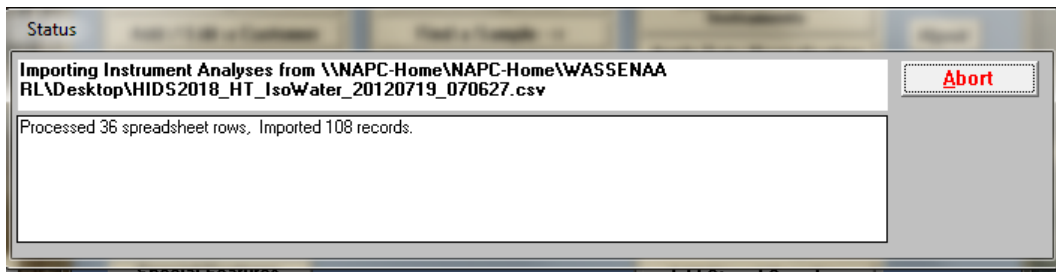 Status
Importing Instrument Analyses from \\NAPC-Home\NAPC-Home\WASSENAA
RL\Desktop\HIDS2018_HT_IsoWater_20120719_070627.csv
Abort
Processed 36 spreadsheet rows, Imported 108 records.